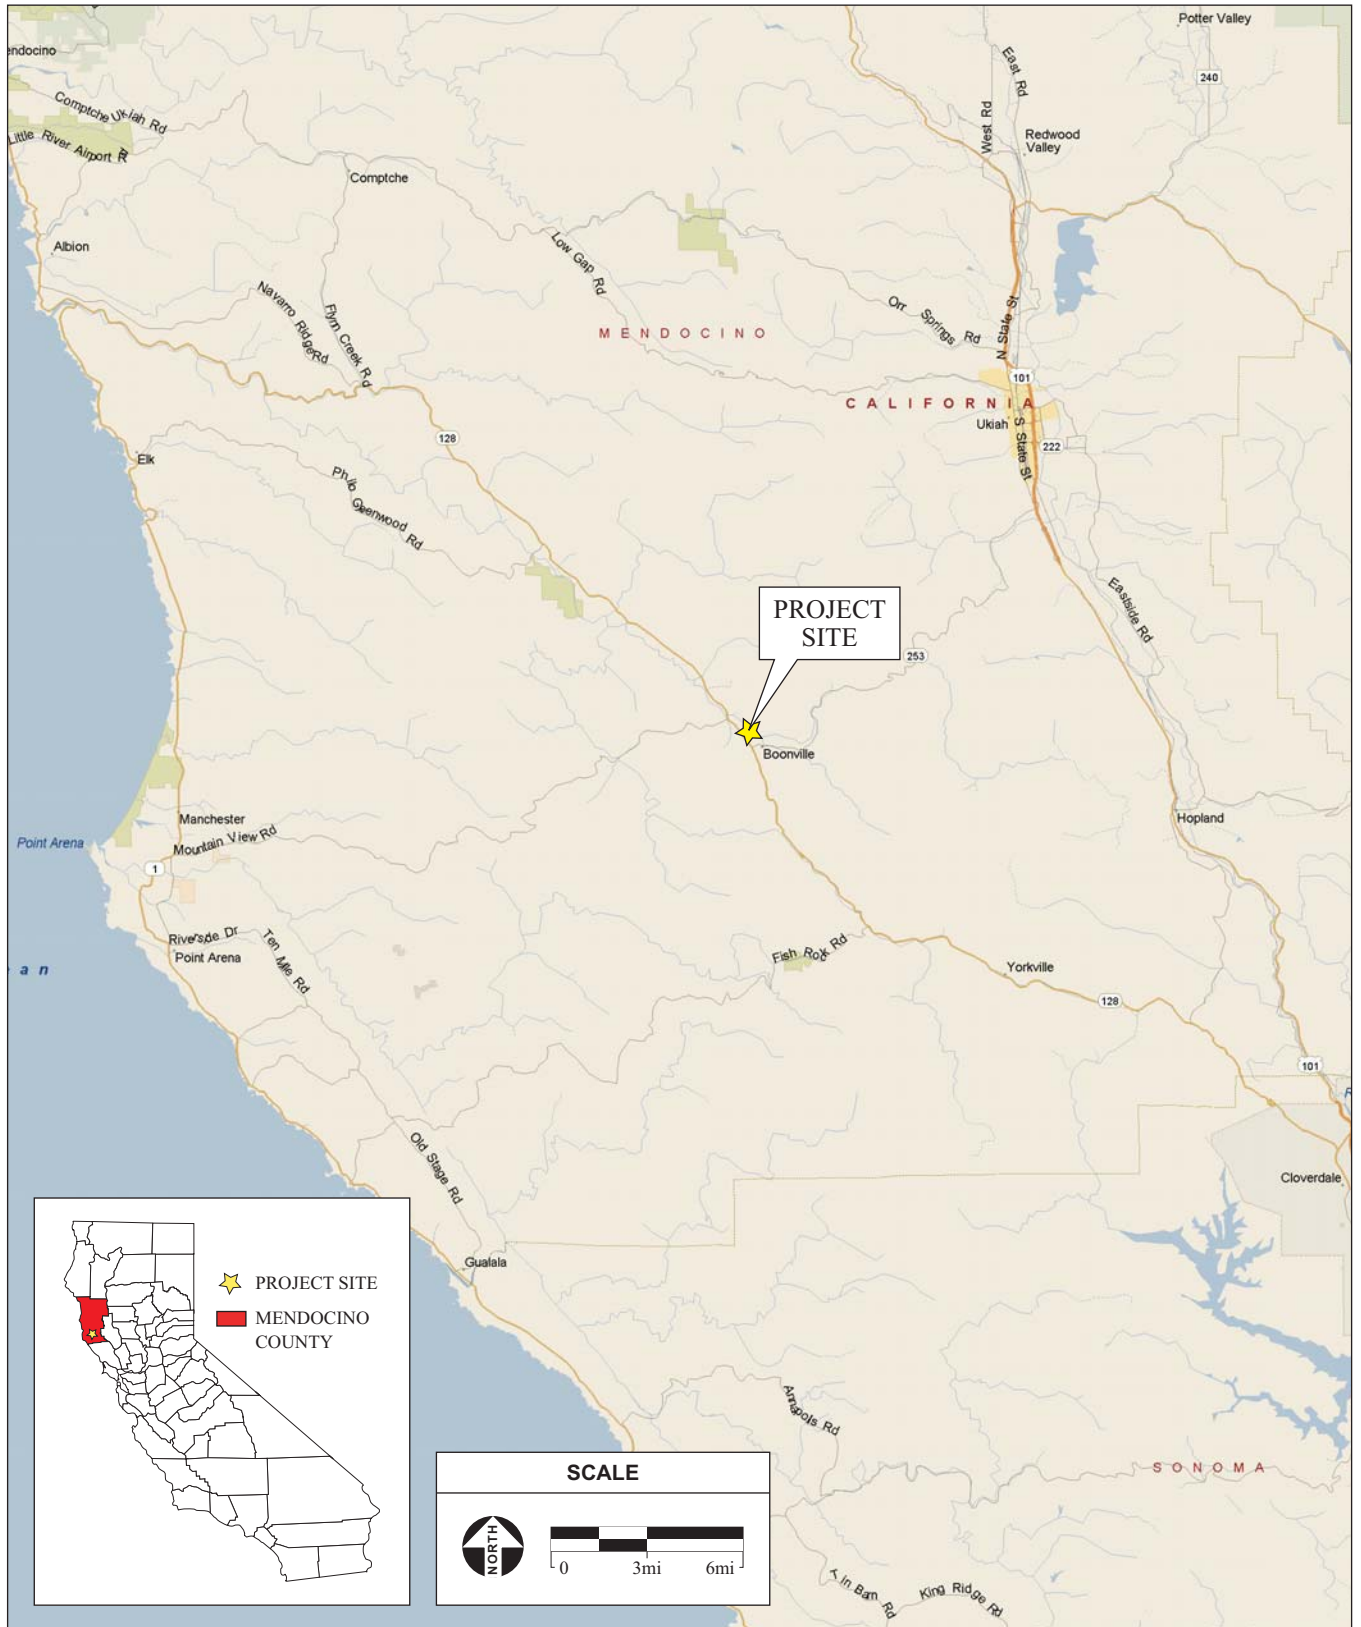 Potter Valley
endocino
240
East Rd
West Rd
Comptche Ukiah Rd
Redwood
Valley
Little River Airport R
Comptche
Albion
Low Gap Rd
Navarro Ridge Rd
Flynn Creek Rd
Orr Springs Rd
N State St
MENDOCINO
101
CALIFORNIA
Ukiah
S State St
222
128
Elk
Philo Greenwood Rd
Eastside Rd
PROJECT
SITE
253
Boonville
Manchester
Mountain View Rd
Point Arena
Hopland
1
Riverside Dr
Point Arena
Ten Mile Rd
Fish Rock Rd
an
Yorkville
128
101
R
Old Stage Rd
Cloverdale
Gualala
PROJECT SITE
MENDOCINO
COUNTY
Annapolis Rd
SONOMA
SCALE
NORTH
0 3mi 6mi
King Ridge Rd